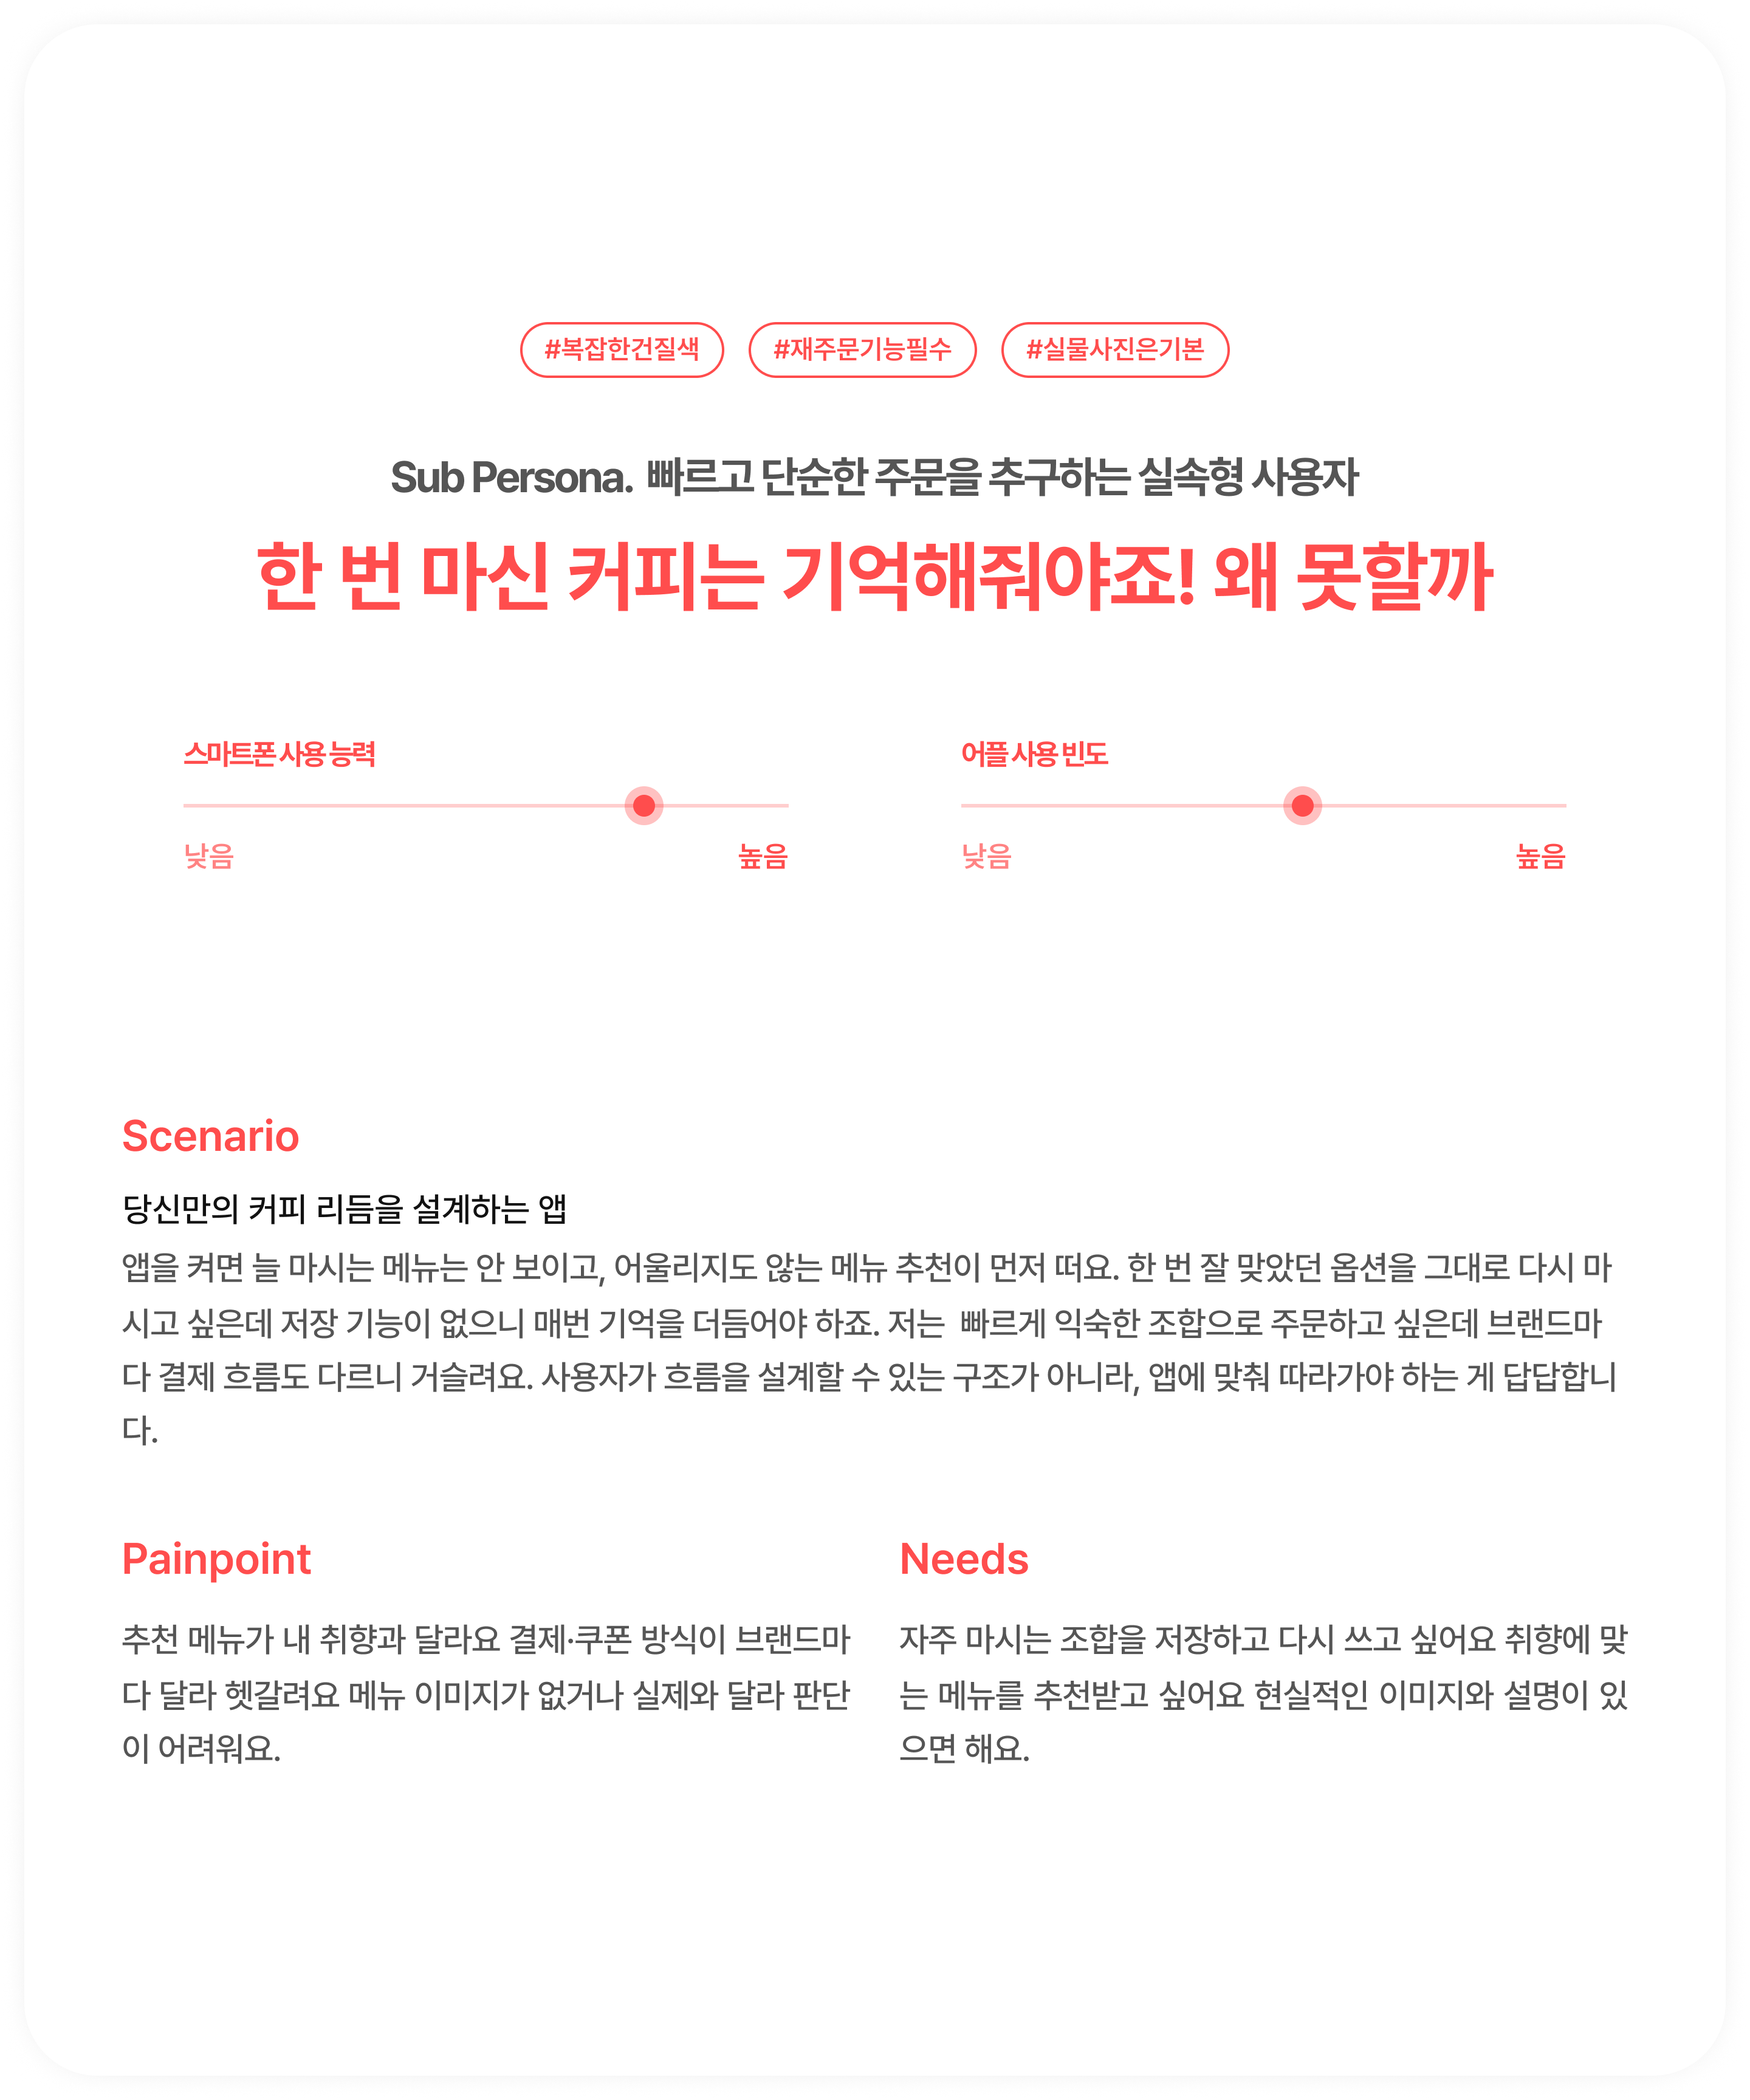 #복잡한건질색 #재주문기능필수 #실물사진은기본
Sub Persona. 빠르고 단순한 주문을 추구하는 실속형 사용자
한 번 마신 커피는 기억해줘야죠! 왜 못할까
스마트폰 사용 능력
낮음 높음
어플 사용 빈도
낮음 높음
Scenario
당신만의 커피 리듬을 설계하는 앱
앱을 켜면 늘 마시는 메뉴는 안 보이고, 어울리지도 않는 메뉴 추천이 먼저 떠요. 한 번 잘 맞았던 옵션을 그대로 다시 마
시고 싶은데 저장 기능이 없으니 매번 기억을 더듬어야 하죠. 저는 빠르게 익숙한 조합으로 주문하고 싶은데 브랜드마
다 결제 흐름도 다르니 거슬려요. 사용자가 흐름을 설계할 수 있는 구조가 아니라, 앱에 맞춰 따라가야 하는 게 답답합니
다.
Painpoint
추천 메뉴가 내 취향과 달라요 결제·쿠폰 방식이 브랜드마
다 달라 헷갈려요 메뉴 이미지가 없거나 실제와 달라 판단
이 어려워요.
Needs
자주 마시는 조합을 저장하고 다시 쓰고 싶어요 취향에 맞
는 메뉴를 추천받고 싶어요 현실적인 이미지와 설명이 있
으면 해요.